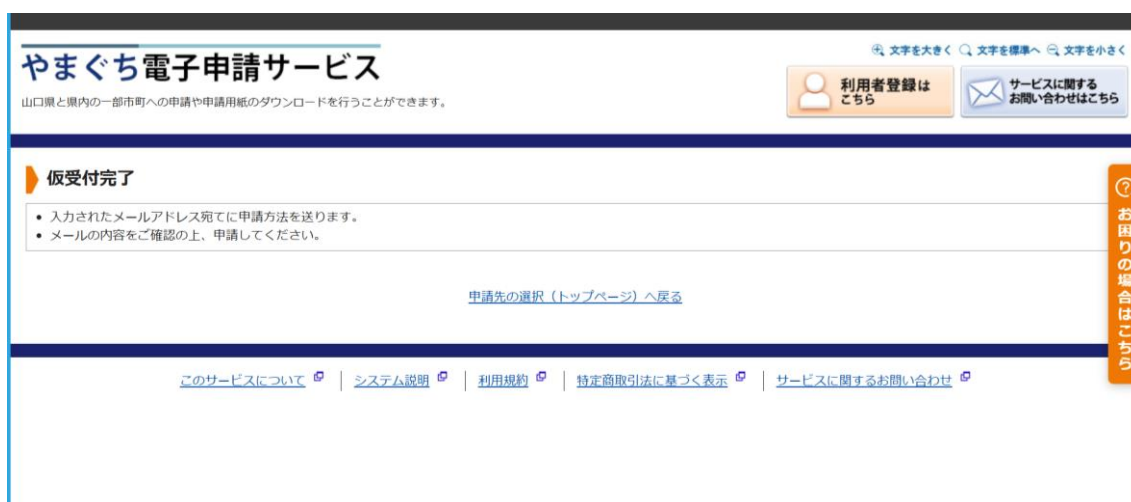 文字を大きく 文字を標準へ 文字を小さく
やまぐち電子申請サービス
山口県と県内の一部市町への申請や申請用紙のダウンロードを行うことができます。
利用者登録は
こちら
サービスに関する
お問い合わせはこちら
仮受付完了
• 入力されたメールアドレス宛てに申請方法を送ります。
• メールの内容をご確認の上、申請してください。
? お困りの場合はこちら
申請先の選択（トップページ）へ戻る
このサービスについて | システム説明 | 利用規約 | 特定商取引法に基づく表示 | サービスに関するお問い合わせ